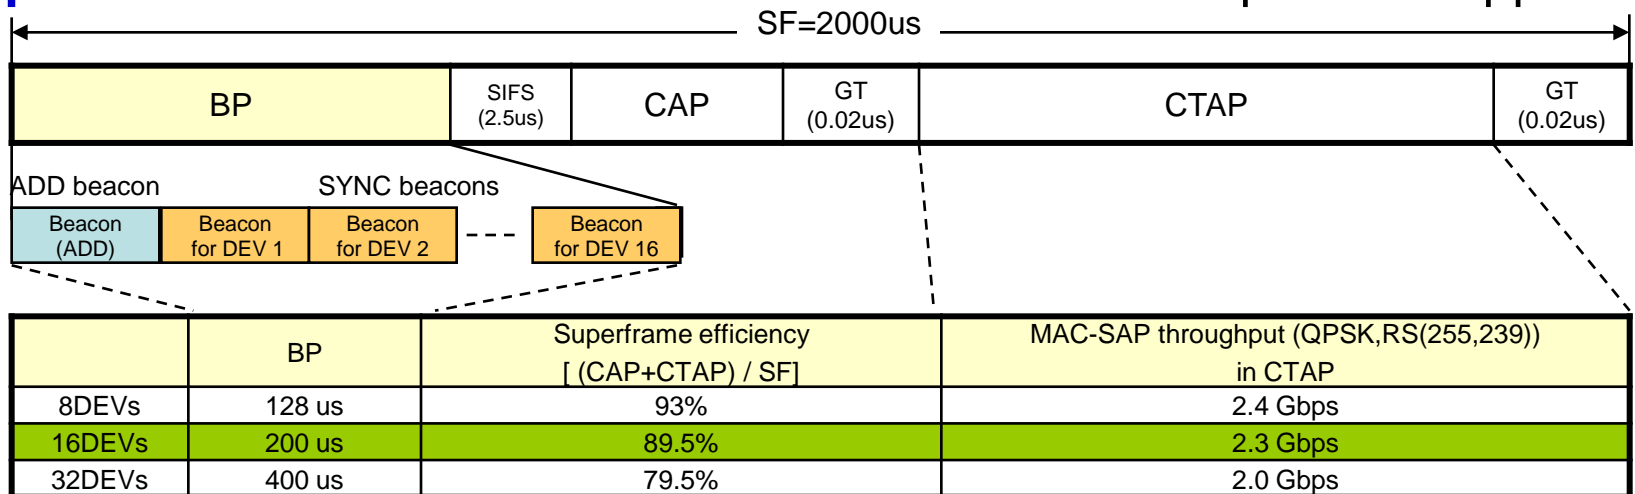 SF=2000us
BP
SIFS
(2.5us)
CAP
GT
(0.02us)
CTAP
GT
(0.02us)
ADD beacon
SYNC beacons
Beacon
(ADD)
Beacon
for DEV 1
Beacon
for DEV 2
Beacon
for DEV 16
BP
Superframe efficiency
[ (CAP+CTAP) / SF]
MAC-SAP throughput (QPSK,RS(255,239))
in CTAP
8DEVs 128 us 93% 2.4 Gbps
16DEVs 200 us 89.5% 2.3 Gbps
32DEVs 400 us 79.5% 2.0 Gbps